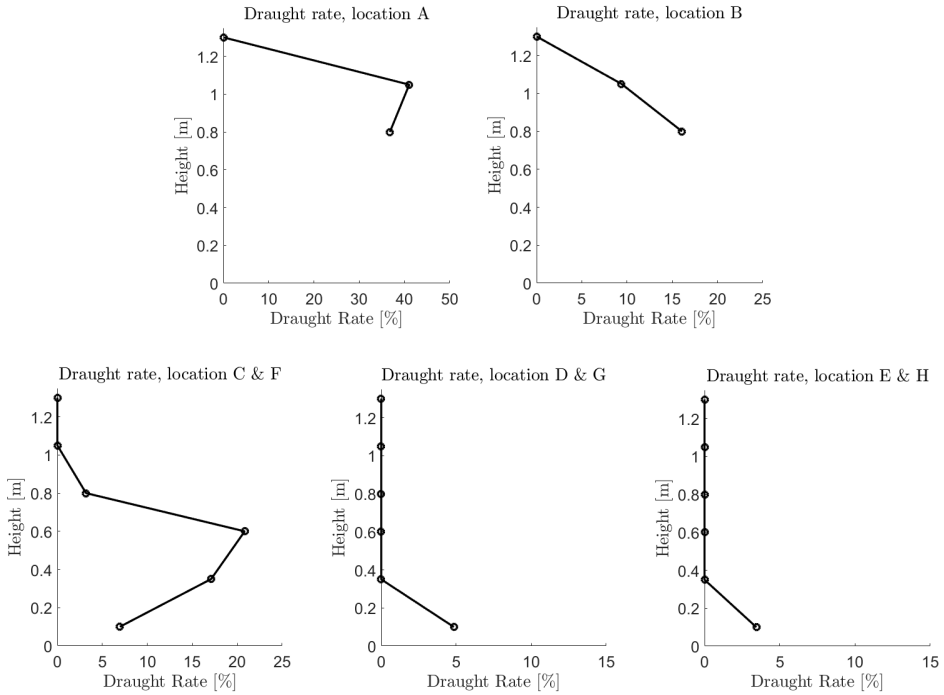 Draught rate, location A
Height [m]
1.2
1
0.8
0.6
0.4
0.2
0
0 10 20 30 40 50
Draught Rate [%]
Draught rate, location B
Height [m]
1.2
1
0.8
0.6
0.4
0.2
0
0 5 10 15 20 25
Draught Rate [%]
Draught rate, location C & F
Height [m]
1.2
1
0.8
0.6
0.4
0.2
0
0 5 10 15 20 25
Draught Rate [%]
Draught rate, location D & G
Height [m]
1.2
1
0.8
0.6
0.4
0.2
0
0 5 10 15
Draught Rate [%]
Draught rate, location E & H
Height [m]
1.2
1
0.8
0.6
0.4
0.2
0
0 5 10 15
Draught Rate [%]